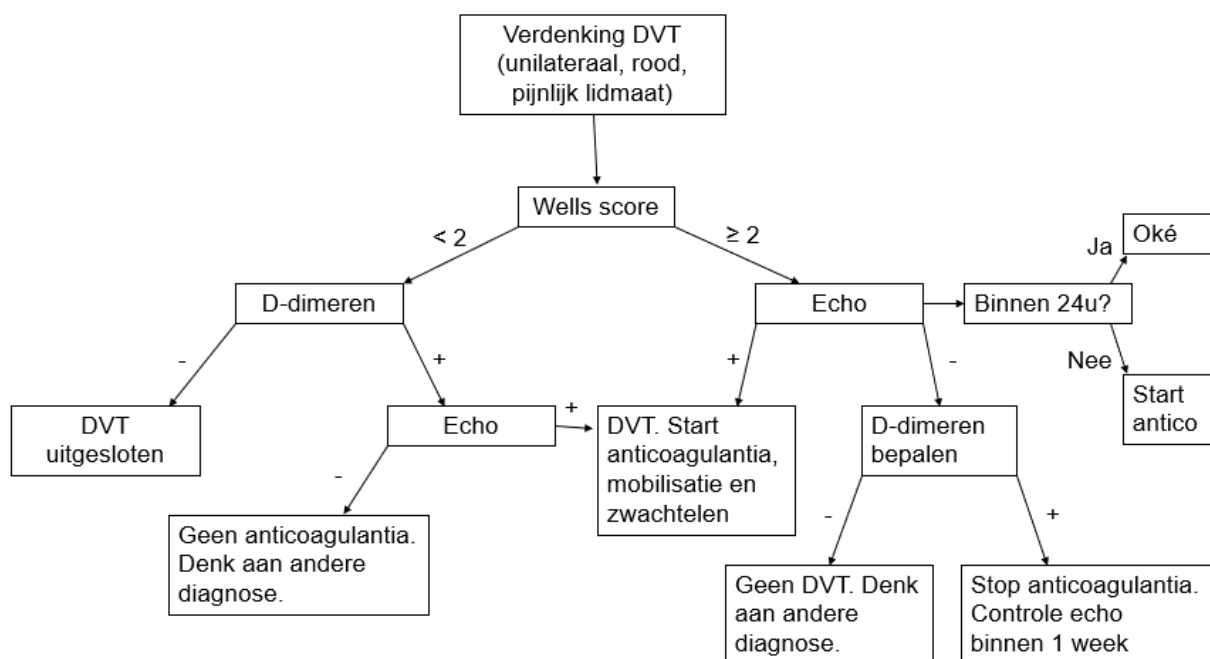 Verdenking DVT
(unilateraal, rood,
pijnlijk lidmaat)
Wells score
< 2
≥ 2
Ja
Oké
D-dimeren
Echo
Binnen 24u?
-
+
+
-
Nee
DVT
uitgesloten
Echo
+
DVT. Start
anticoagulantia,
mobilisatie en
zwachtelen
D-dimeren
bepalen
Start
antico
-
-
+
Geen anticoagulantia.
Denk aan andere
diagnose.
Geen DVT. Denk
aan andere
diagnose.
Stop anticoagulantia.
Controle echo
binnen 1 week